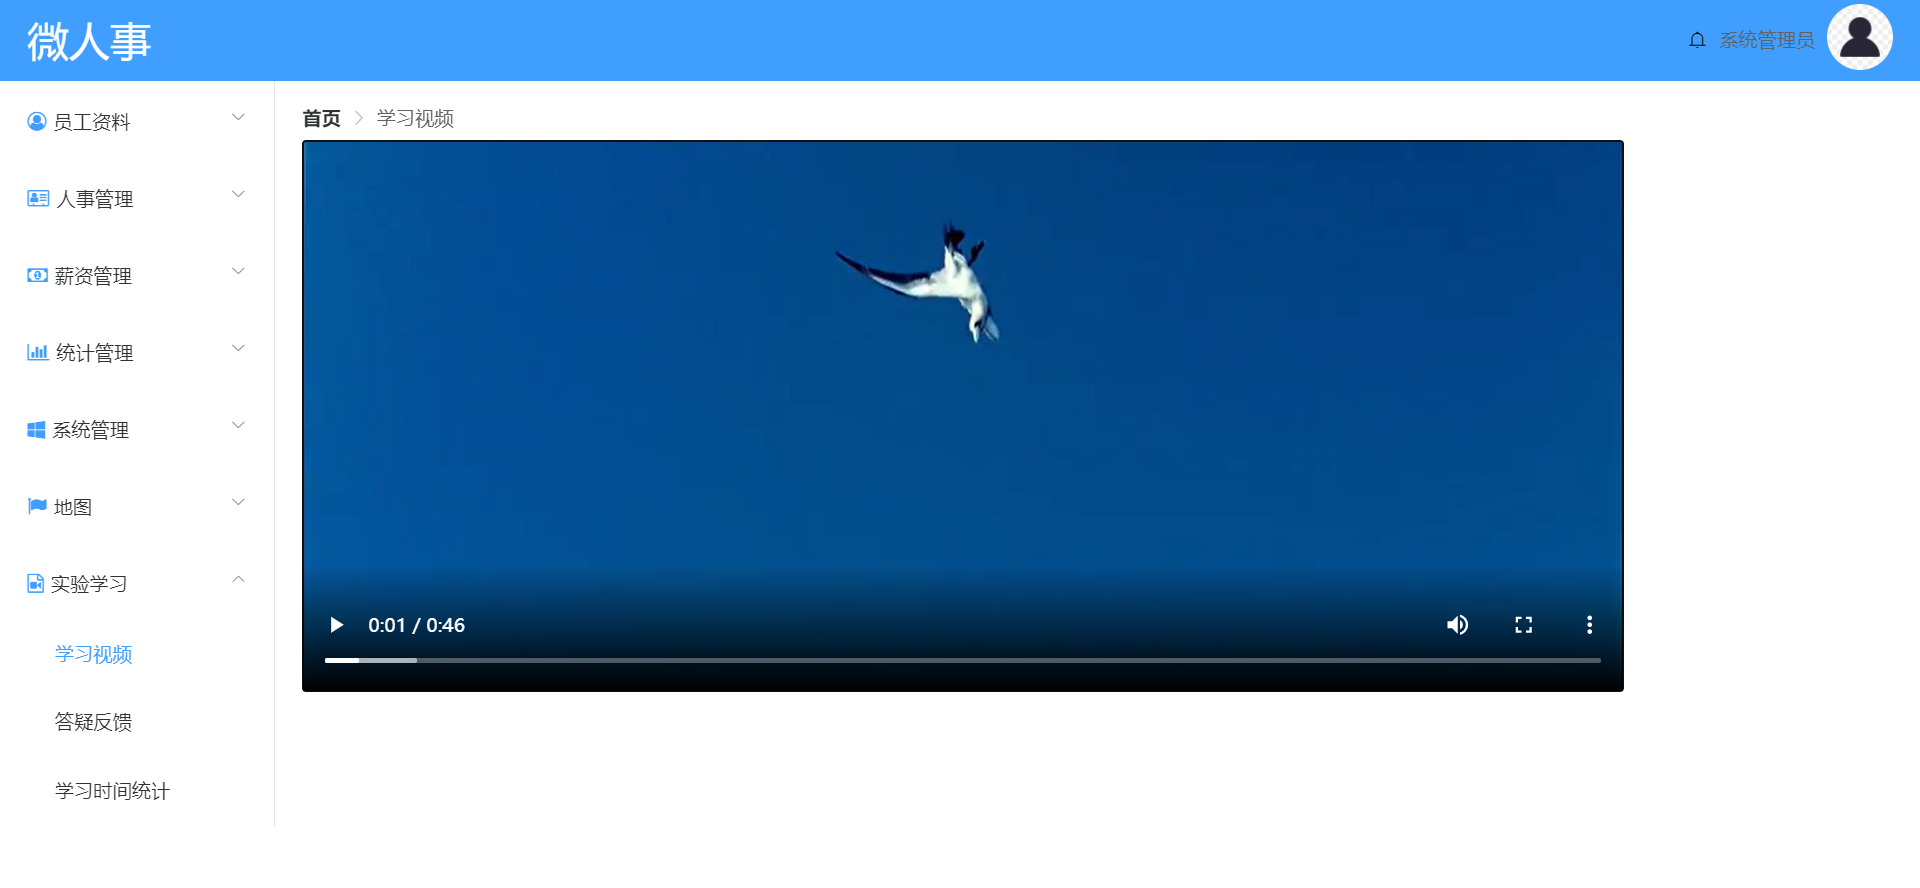 微人事
系统管理员
员工资料
人事管理
薪资管理
统计管理
系统管理
地图
实验学习
学习视频
答疑反馈
学习时间统计
首页 学习视频
0:01 / 0:46